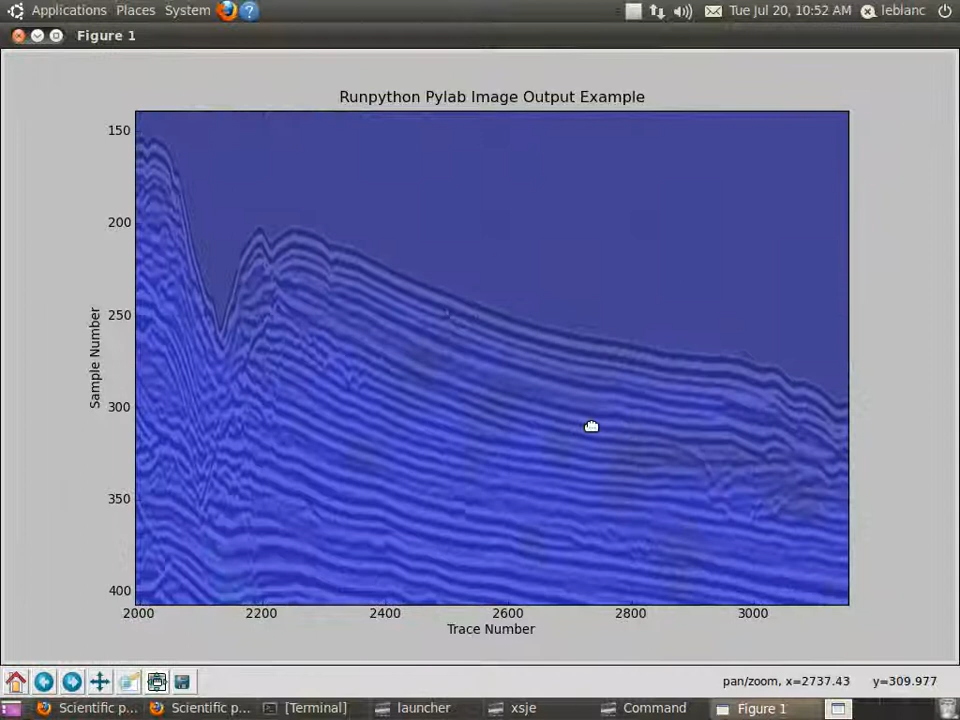 Applications Places System Tue Jul 20, 10:52 AM leblanc
Figure 1
Runpython Pylab Image Output Example
150
200
250
300
350
400
Sample Number
2000 2200 2400 2600 2800 3000
Trace Number
pan/zoom, x=2737.43 y=309.977
Scientific p... Scientific p... [Terminal] launcher xsje Command Figure 1